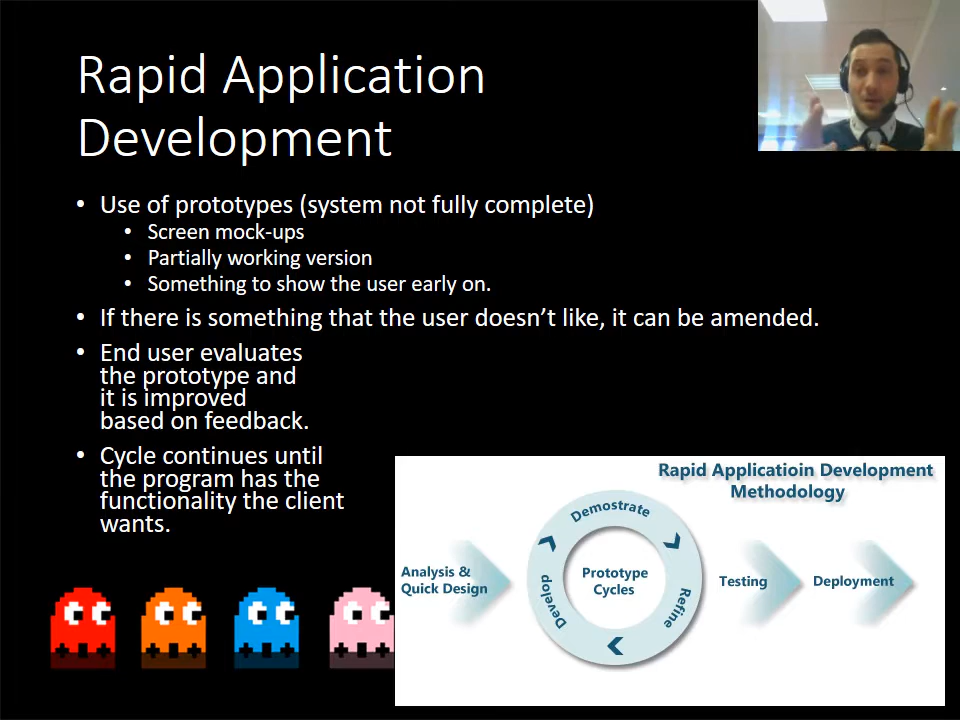 Rapid Application
Development
• Use of prototypes (system not fully complete)
• Screen mock-ups
• Partially working version
• Something to show the user early on.
• If there is something that the user doesn't like, it can be amended.
• End user evaluates
the prototype and
it is improved
based on feedback.
• Cycle continues until
the program has the
functionality the client
wants.
Rapid Applicatioin Development
Methodology
Analysis &
Quick Design
Demostrate
Refine
Develop
Prototype
Cycles
Testing
Deployment